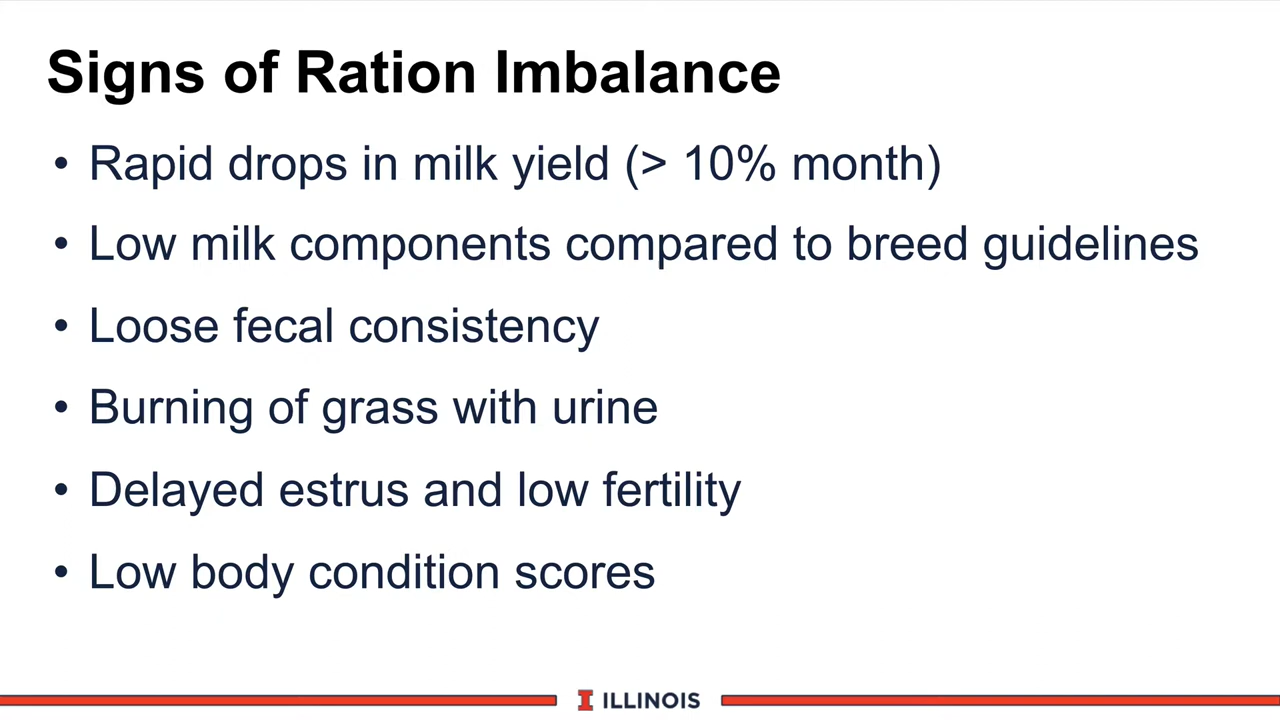 Signs of Ration Imbalance
• Rapid drops in milk yield (> 10% month)
• Low milk components compared to breed guidelines
• Loose fecal consistency
• Burning of grass with urine
• Delayed estrus and low fertility
• Low body condition scores
I ILLINOIS